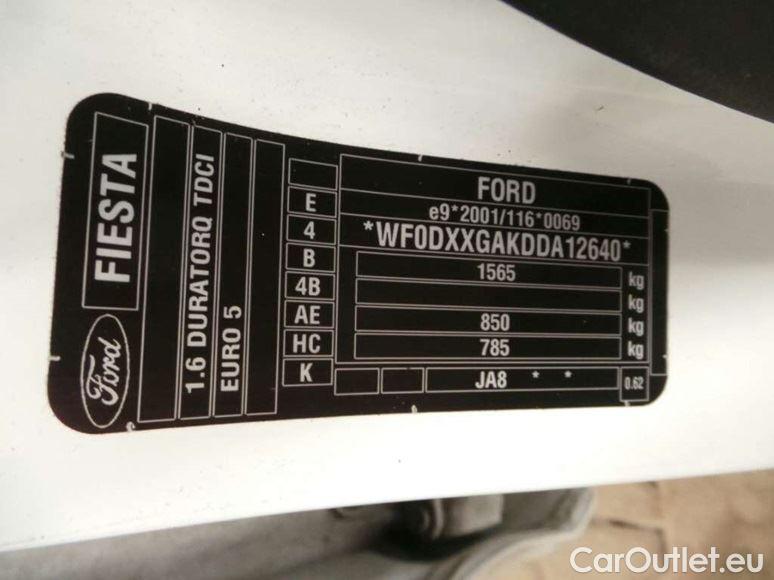 Ford
FIESTA
1.6 DURATORQ TDCI
EURO 5
E
4
B
4B
AE
HC
K
FORD
e9*2001/116*0069
*WF0DXXGAKDDA12640*
1565 kg
kg
850 kg
785 kg
JA8 * *
0.62
CarOutlet.eu